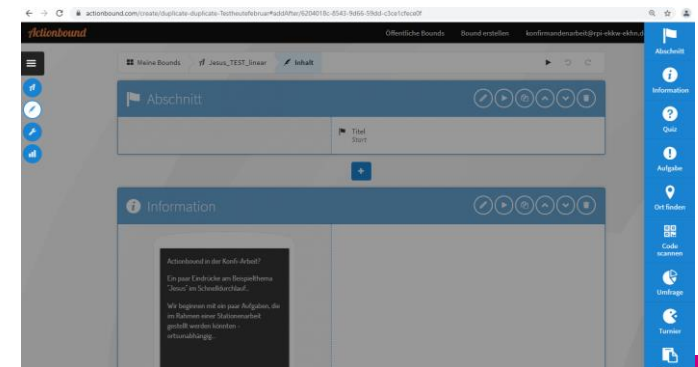 actionbound.com/create/duplicate-duplicate-Testheutefebruar#addAfter/6204019c-8543-9d66-59dd-c3ca1cfeca0f
Actionbound
Öffentliche Bounds Bound erstellen konfirmandenarbeit@rpi-ekkw-ekhn.d
Meine Bounds Jesus_TEST_linear Inhalt
Abschnitt
Titel
Start
+
Information
Actionbound in der Konfi-Arbeit?
Ein paar Eindrücke am Bespielthema
"Jesus" im Schnelldurchlauf...
Wir beginnen mit ein paar Aufgaben, die
im Rahmen einer Stationenarbeit
gestellt werden könnten -
ortsunabhängig...
Abschnitt
Information
Quiz
Aufgabe
Ort finden
Code
scannen
Umfrage
Turnier